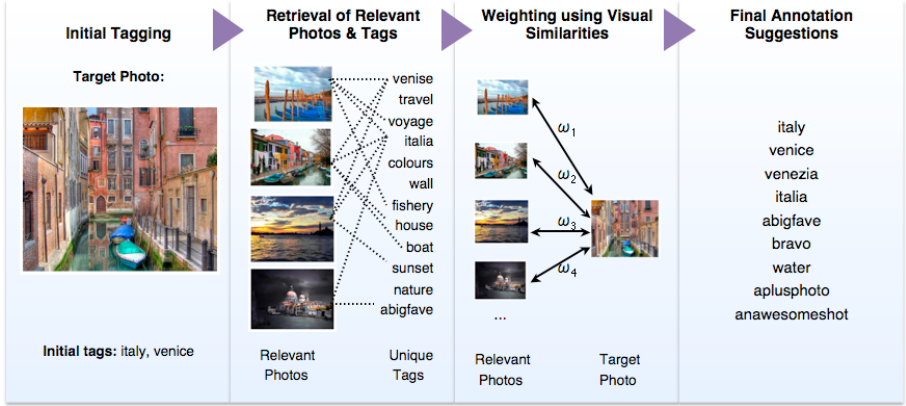 Initial Tagging
Target Photo:
Initial tags: italy, venice
Retrieval of Relevant
Photos & Tags
venise
travel
voyage
italia
colours
wall
fishery
house
boat
sunset
nature
abigfave
Relevant
Photos
Unique
Tags
Weighting using Visual
Similarities
ω1
ω2
ω3
ω4
...
Relevant
Photos
Target
Photo
Final Annotation
Suggestions
italy
venice
venezia
italia
abigfave
bravo
water
aplusphoto
anawesomeshot